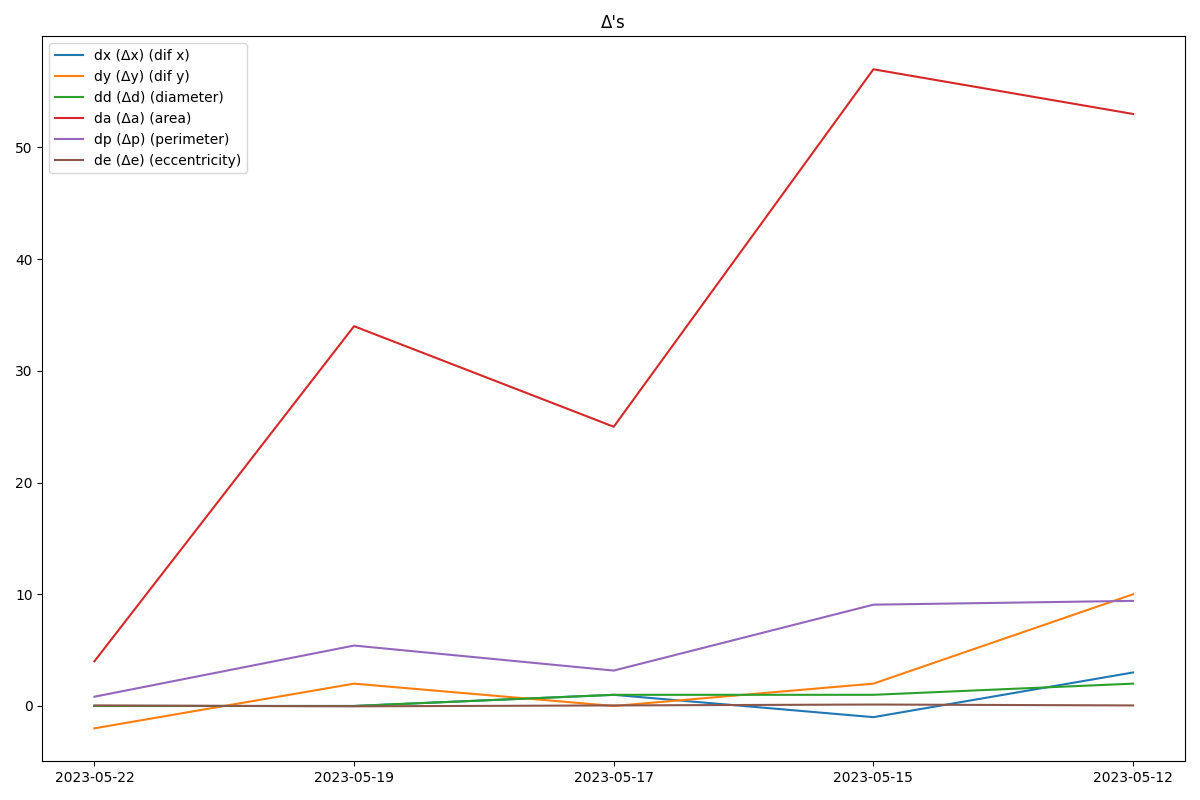 Δ's
dx (Δx) (dif x)
dy (Δy) (dif y)
dd (Δd) (diameter)
da (Δa) (area)
dp (Δp) (perimeter)
de (Δe) (eccentricity)
50
40
30
20
10
0
2023-05-22 2023-05-19 2023-05-17 2023-05-15 2023-05-12